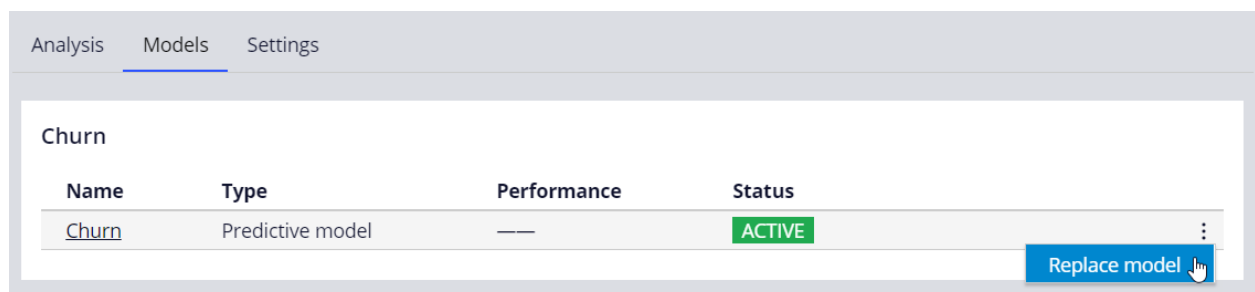 Analysis Models Settings
Churn
Name Type Performance Status
Churn Predictive model —— ACTIVE
Replace model